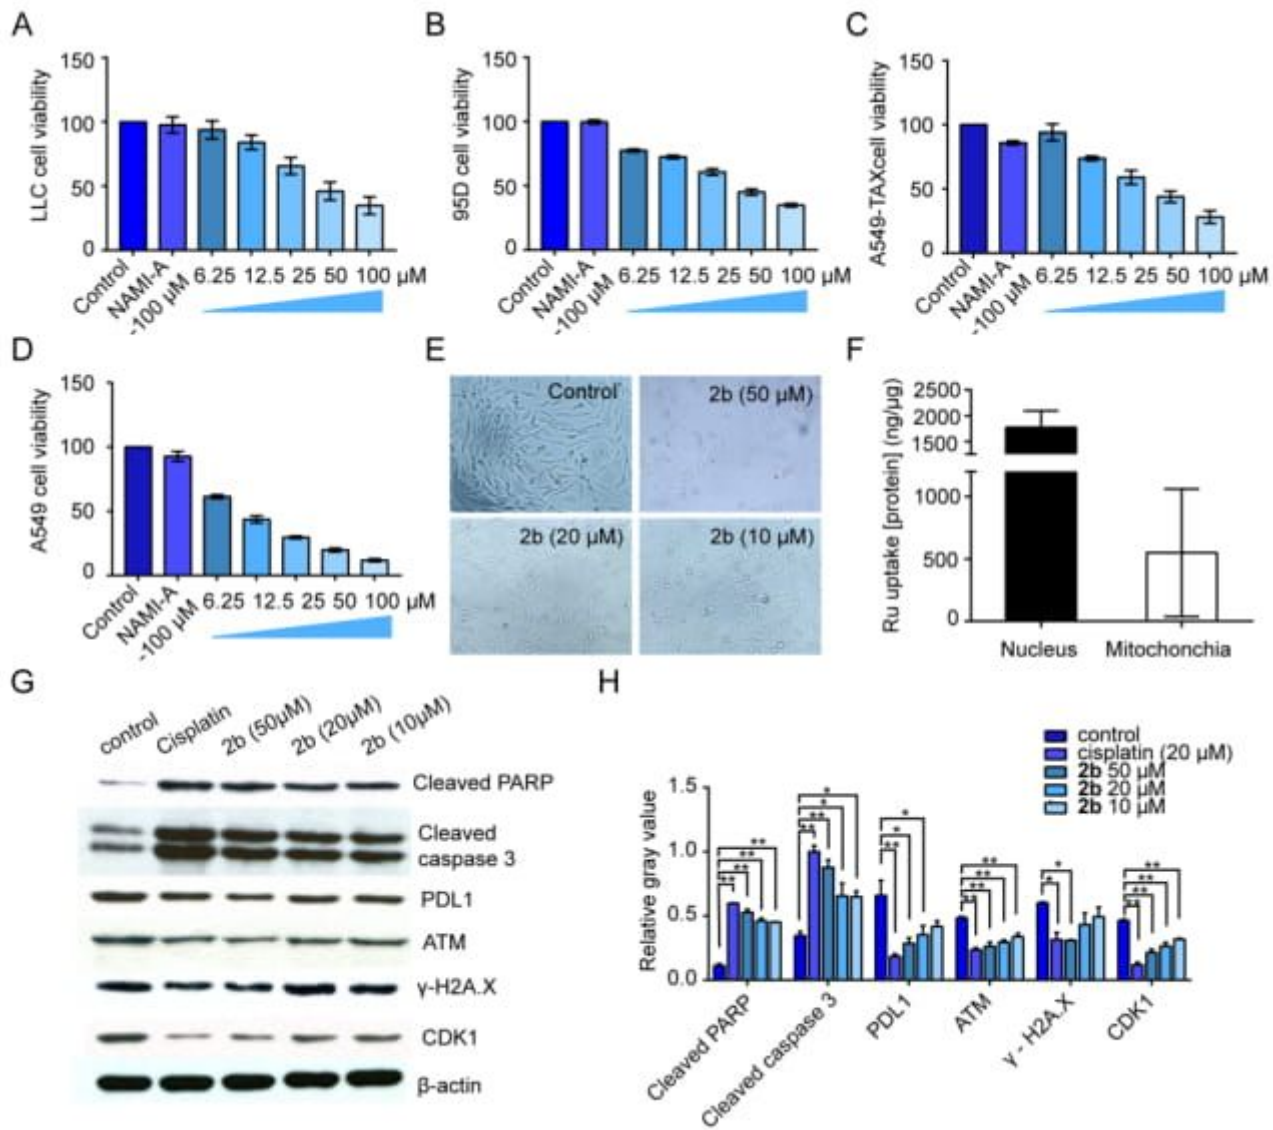 A
LLC cell viability
150
100
50
0
Control
NAMI-A
-100 µM
6.25 12.5 25 50 100 µM
B
95D cell viability
150
100
50
0
Control
NAMI-A
-100 µM
6.25 12.5 25 50 100 µM
C
A549-TAXcell viability
150
100
50
0
Control
NAMI-A
-100 µM
6.25 12.5 25 50 100 µM
D
A549 cell viability
150
100
50
0
Control
NAMI-A
-100 µM
6.25 12.5 25 50 100 µM
E
Control
2b (50 µM)
2b (20 µM)
2b (10 µM)
F
Ru uptake [protein] (ng/µg)
2500
2000
1500
1000
500
0
Nucleus Mitochonchia
G
control
Cisplatin
2b (50µM)
2b (20µM)
2b (10µM)
Cleaved PARP
Cleaved
caspase 3
PDL1
ATM
γ-H2A.X
CDK1
β-actin
H
control
cisplatin (20 µM)
2b 50 µM
2b 20 µM
2b 10 µM
Relative gray value
1.5
1.0
0.5
0.0
** ** ** **
** ** * *
** * *
** ** ** **
* *
** ** ** **
Cleaved PARP
Cleaved caspase 3
PDL1
ATM
γ - H2A.X
CDK1